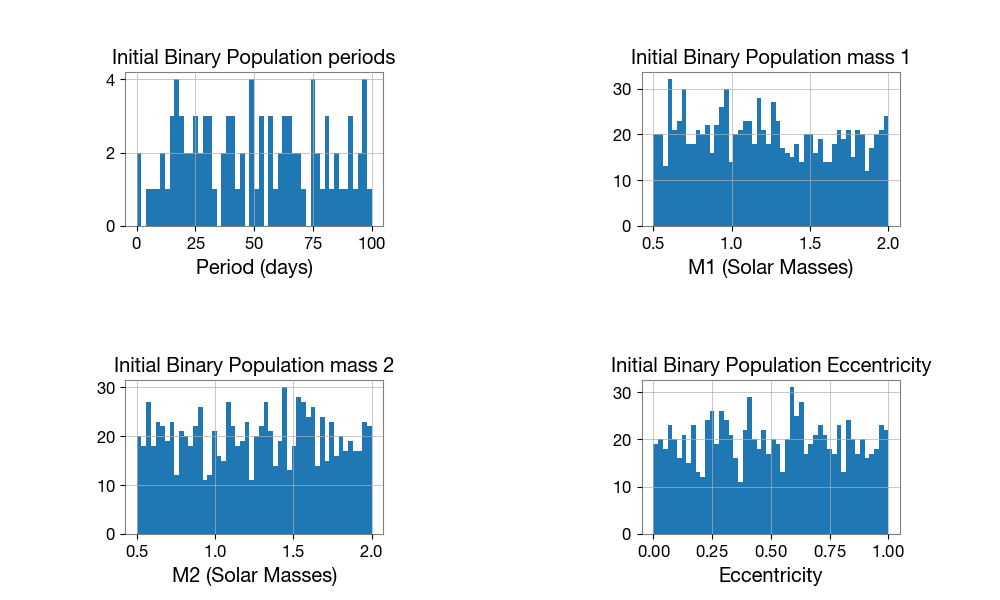 Initial Binary Population periods
4
2
0
0 25 50 75 100
Period (days)
Initial Binary Population mass 1
30
20
10
0
0.5 1.0 1.5 2.0
M1 (Solar Masses)
Initial Binary Population mass 2
30
20
10
0
0.5 1.0 1.5 2.0
M2 (Solar Masses)
Initial Binary Population Eccentricity
30
20
10
0
0.00 0.25 0.50 0.75 1.00
Eccentricity